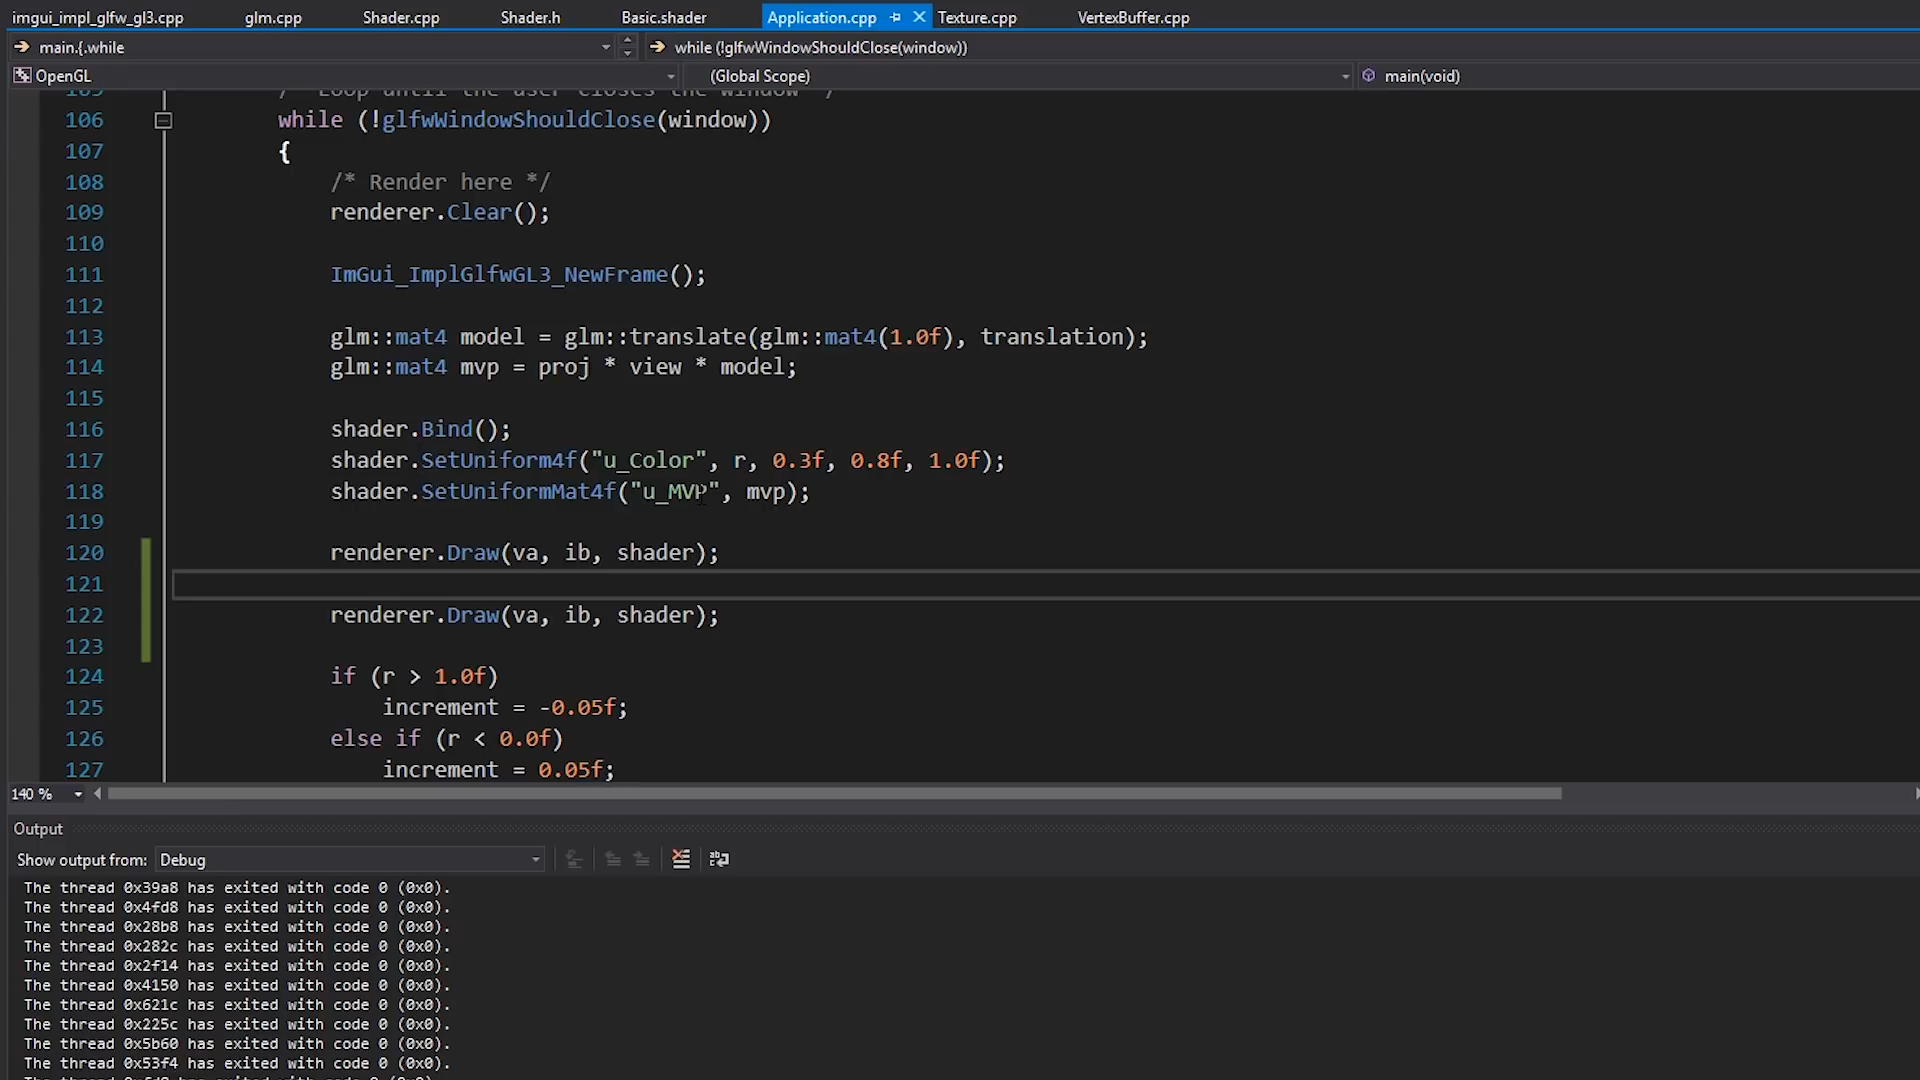 imgui_impl_glfw_gl3.cpp glm.cpp Shader.cpp Shader.h Basic.shader Application.cpp Texture.cpp VertexBuffer.cpp
main.{.while while (!glfwWindowShouldClose(window))
OpenGL (Global Scope) main(void)
105 /* Loop until the user closes the window */
106 while (!glfwWindowShouldClose(window))
107 {
108 /* Render here */
109 renderer.Clear();
110
111 ImGui_ImplGlfwGL3_NewFrame();
112
113 glm::mat4 model = glm::translate(glm::mat4(1.0f), translation);
114 glm::mat4 mvp = proj * view * model;
115
116 shader.Bind();
117 shader.SetUniform4f("u_Color", r, 0.3f, 0.8f, 1.0f);
118 shader.SetUniformMat4f("u_MVP", mvp);
119
120 renderer.Draw(va, ib, shader);
121
122 renderer.Draw(va, ib, shader);
123
124 if (r > 1.0f)
125 increment = -0.05f;
126 else if (r < 0.0f)
127 increment = 0.05f;
140 %
Output
Show output from: Debug
The thread 0x39a8 has exited with code 0 (0x0).
The thread 0x4fd8 has exited with code 0 (0x0).
The thread 0x28b8 has exited with code 0 (0x0).
The thread 0x282c has exited with code 0 (0x0).
The thread 0x2f14 has exited with code 0 (0x0).
The thread 0x4150 has exited with code 0 (0x0).
The thread 0x621c has exited with code 0 (0x0).
The thread 0x225c has exited with code 0 (0x0).
The thread 0x5b60 has exited with code 0 (0x0).
The thread 0x53f4 has exited with code 0 (0x0).